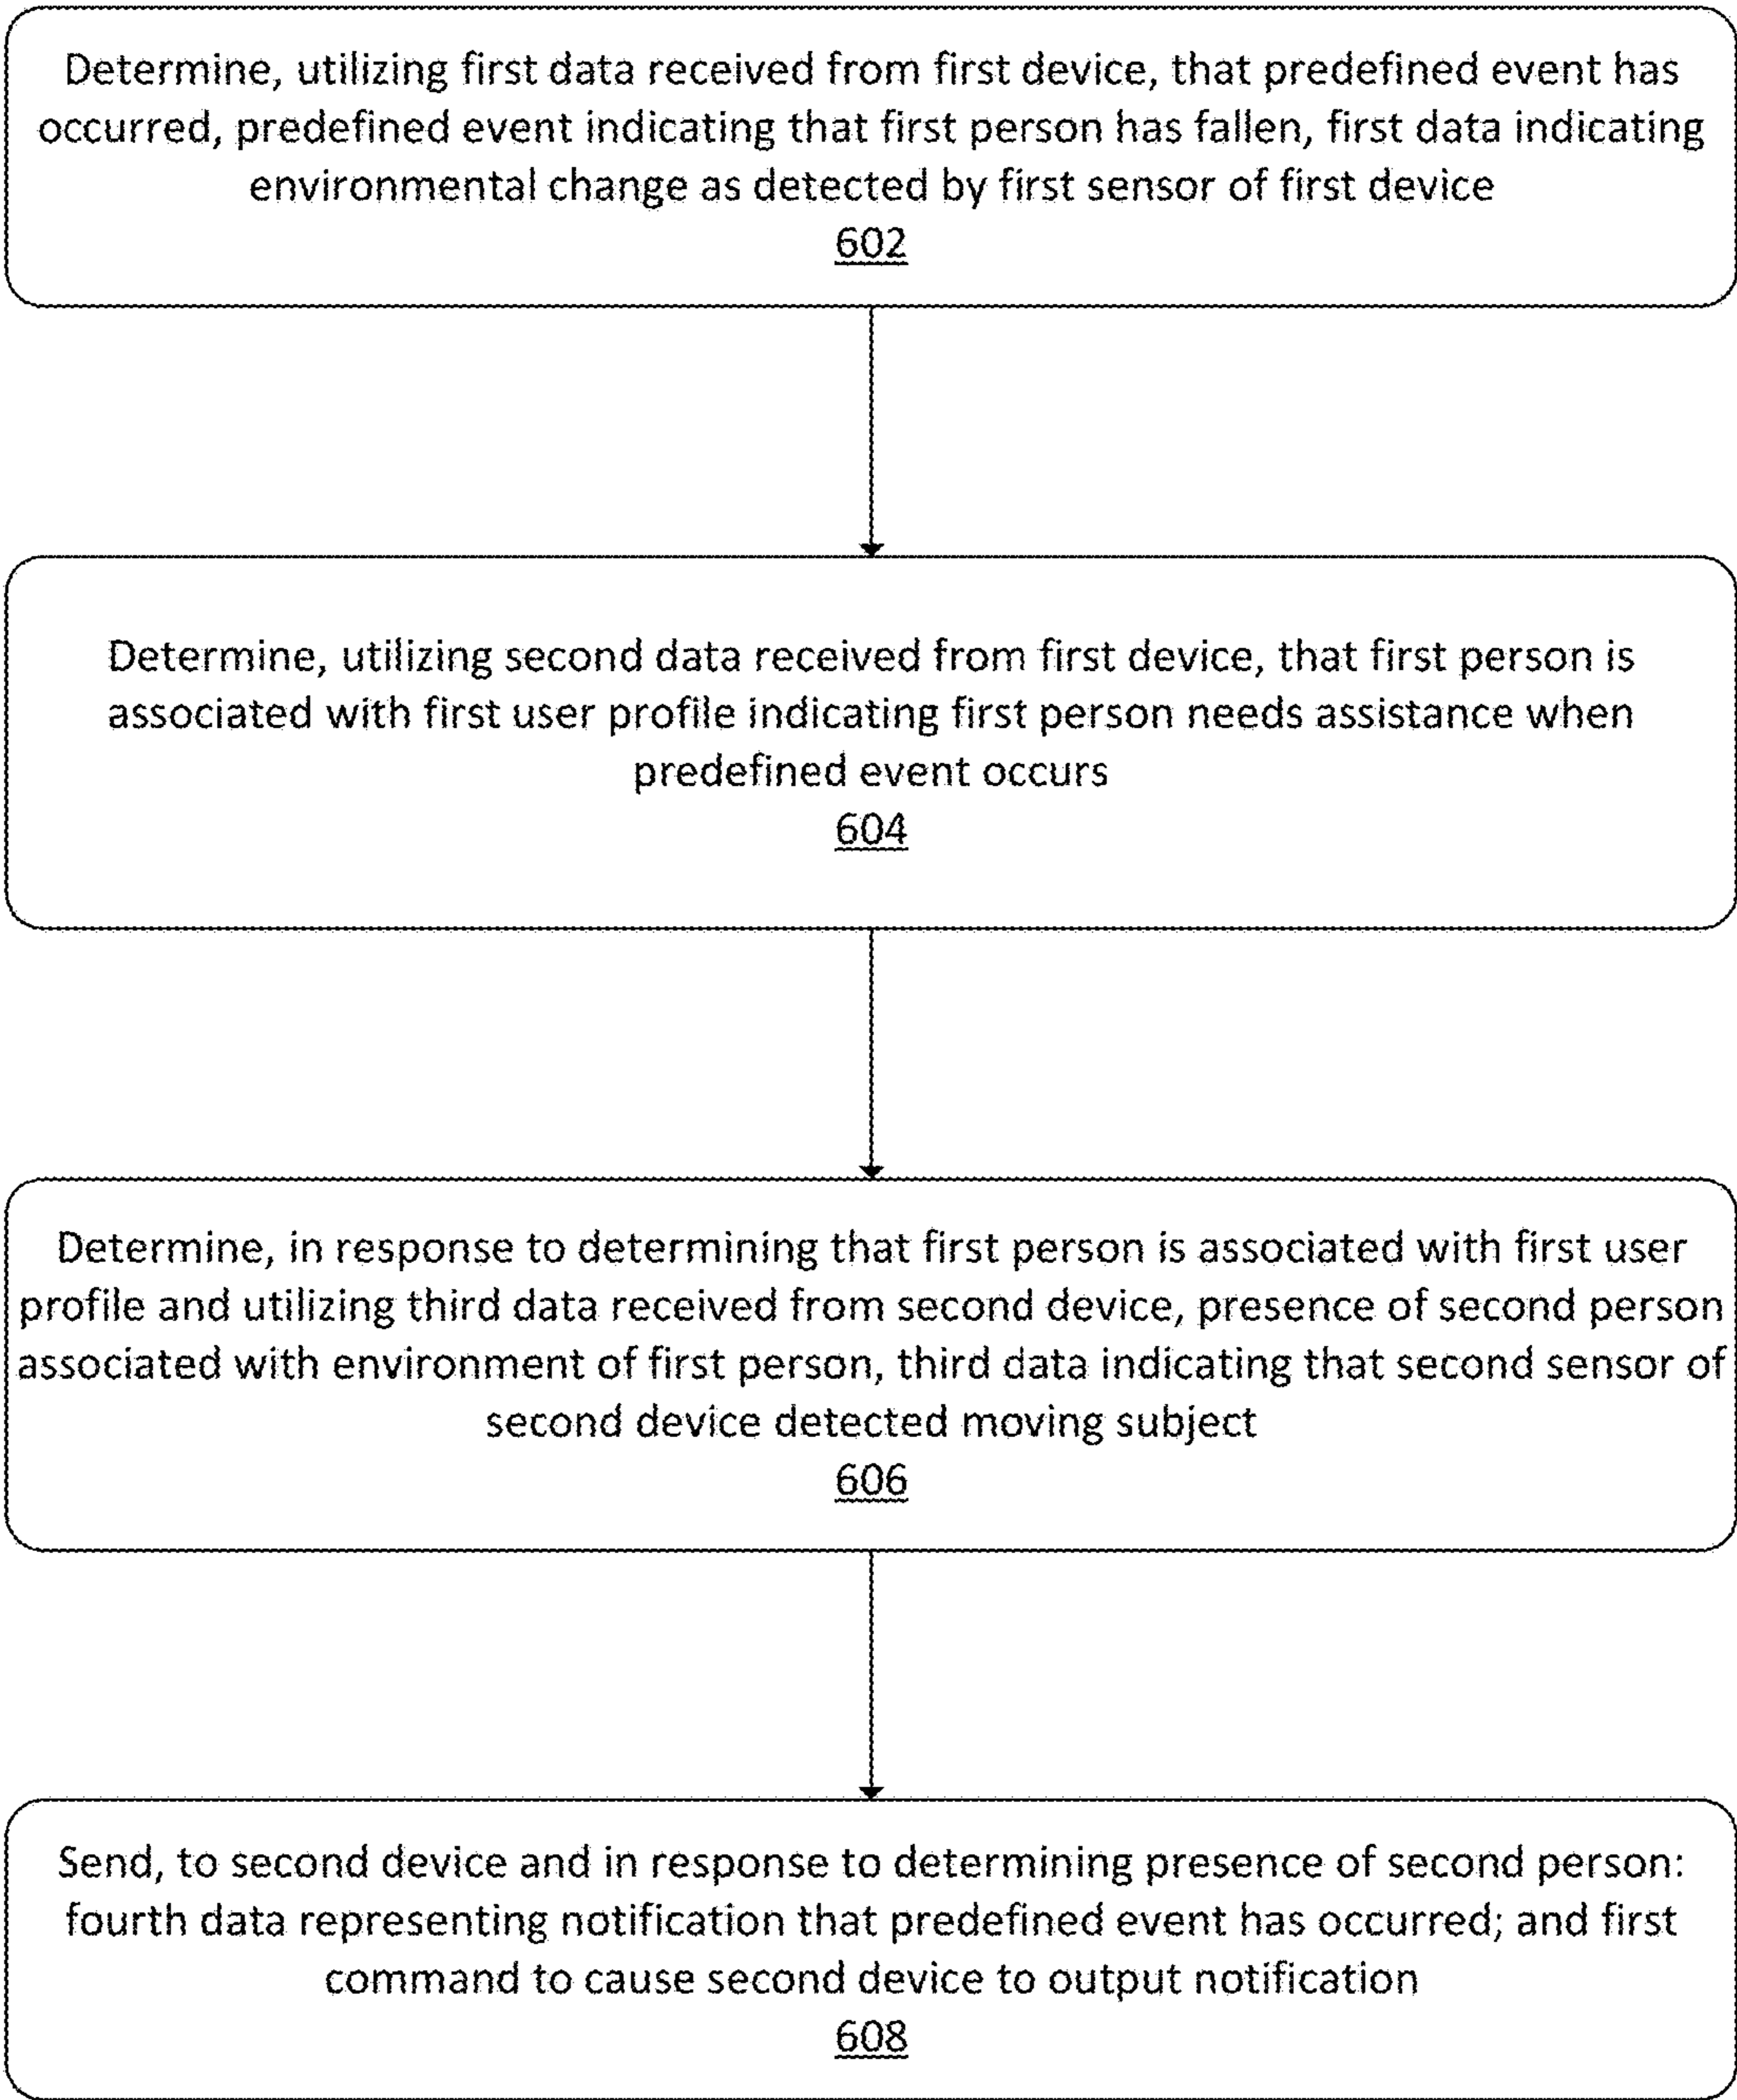 Determine, utilizing first data received from first device, that predefined event has
occurred, predefined event indicating that first person has fallen, first data indicating
environmental change as detected by first sensor of first device
602
Determine, utilizing second data received from first device, that first person is
associated with first user profile indicating first person needs assistance when
predefined event occurs
604
Determine, in response to determining that first person is associated with first user
profile and utilizing third data received from second device, presence of second person
associated with environment of first person, third data indicating that second sensor of
second device detected moving subject
606
Send, to second device and in response to determining presence of second person:
fourth data representing notification that predefined event has occurred; and first
command to cause second device to output notification
608